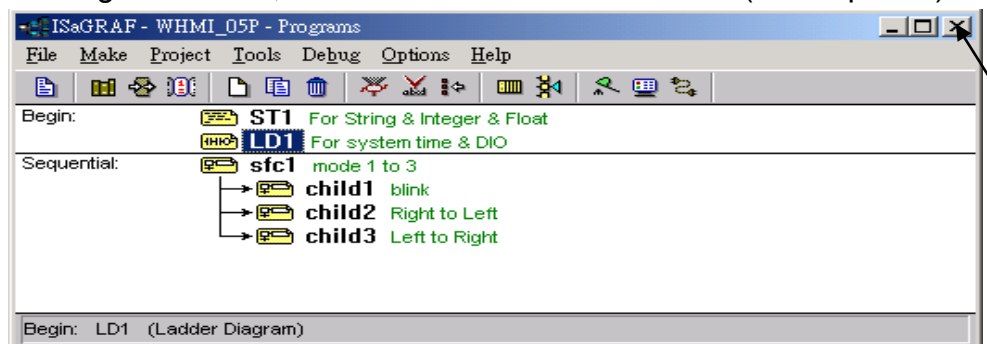 ISaGRAF - WHMI_05P - Programs
File Make Project Tools Debug Options Help
Begin: ST1 For String & Integer & Float
LD1 For system time & DIO
Sequential: sfc1 mode 1 to 3
child1 blink
child2 Right to Left
child3 Left to Right
Begin: LD1 (Ladder Diagram)